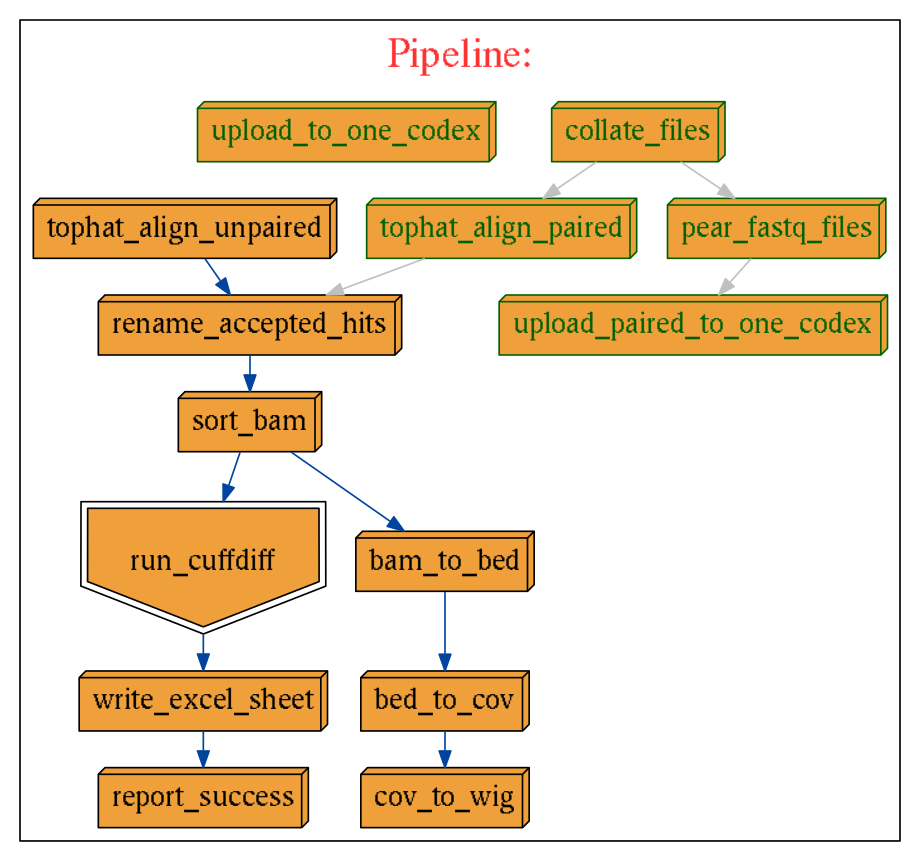 Pipeline:
upload_to_one_codex
collate_files
tophat_align_unpaired
tophat_align_paired
pear_fastq_files
rename_accepted_hits
upload_paired_to_one_codex
sort_bam
run_cuffdiff
bam_to_bed
write_excel_sheet
bed_to_cov
report_success
cov_to_wig